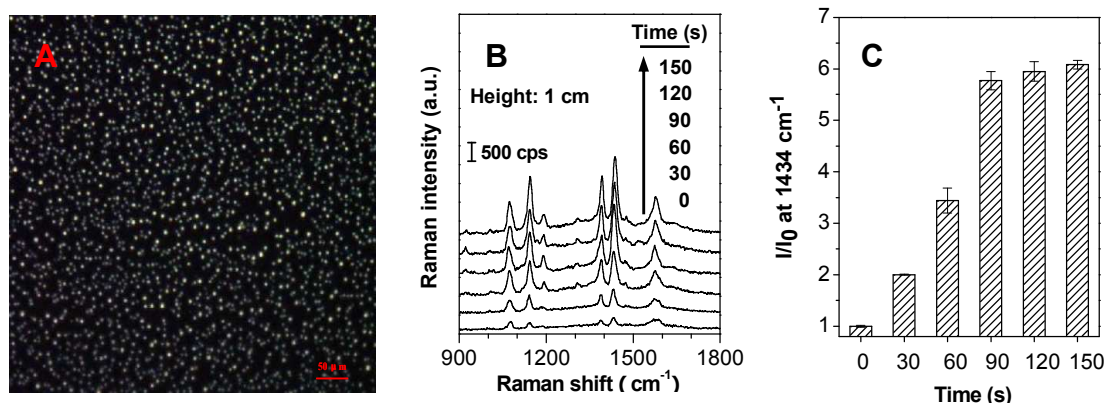 A
50 μm
B
Time (s)
150
120
90
60
30
0
Height: 1 cm
500 cps
Raman intensity (a.u.)
900 1200 1500 1800
Raman shift ( cm-1)
C
7
6
5
4
3
2
1
I/I0 at 1434 cm-1
0 30 60 90 120 150
Time (s)